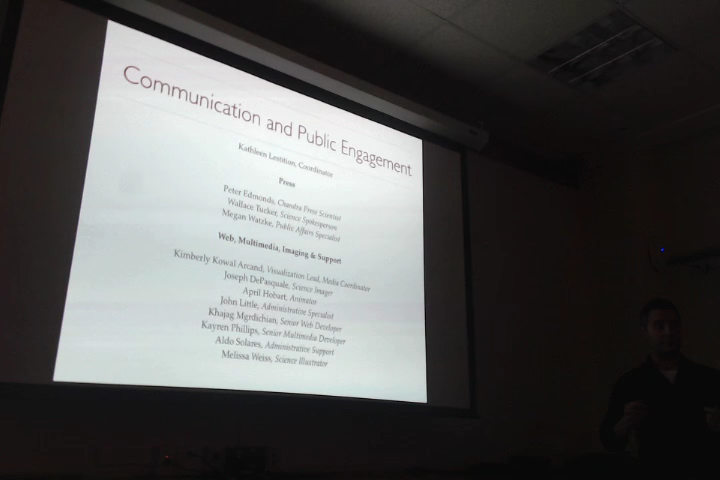 Communication and Public Engagement
Kathleen Lestition, Coordinator
Press
Peter Edmonds, Chandra Press Scientist
Wallace Tucker, Science Spokesperson
Megan Watzke, Public Affairs Specialist
Web, Multimedia, Imaging & Support
Kimberly Kowal Arcand, Visualization Lead, Media Coordinator
Joseph DePasquale, Science Imager
April Hobart, Animator
John Little, Administrative Specialist
Khajag Mgrdichian, Senior Web Developer
Kayren Phillips, Senior Multimedia Developer
Aldo Solares, Administrative Support
Melissa Weiss, Science Illustrator